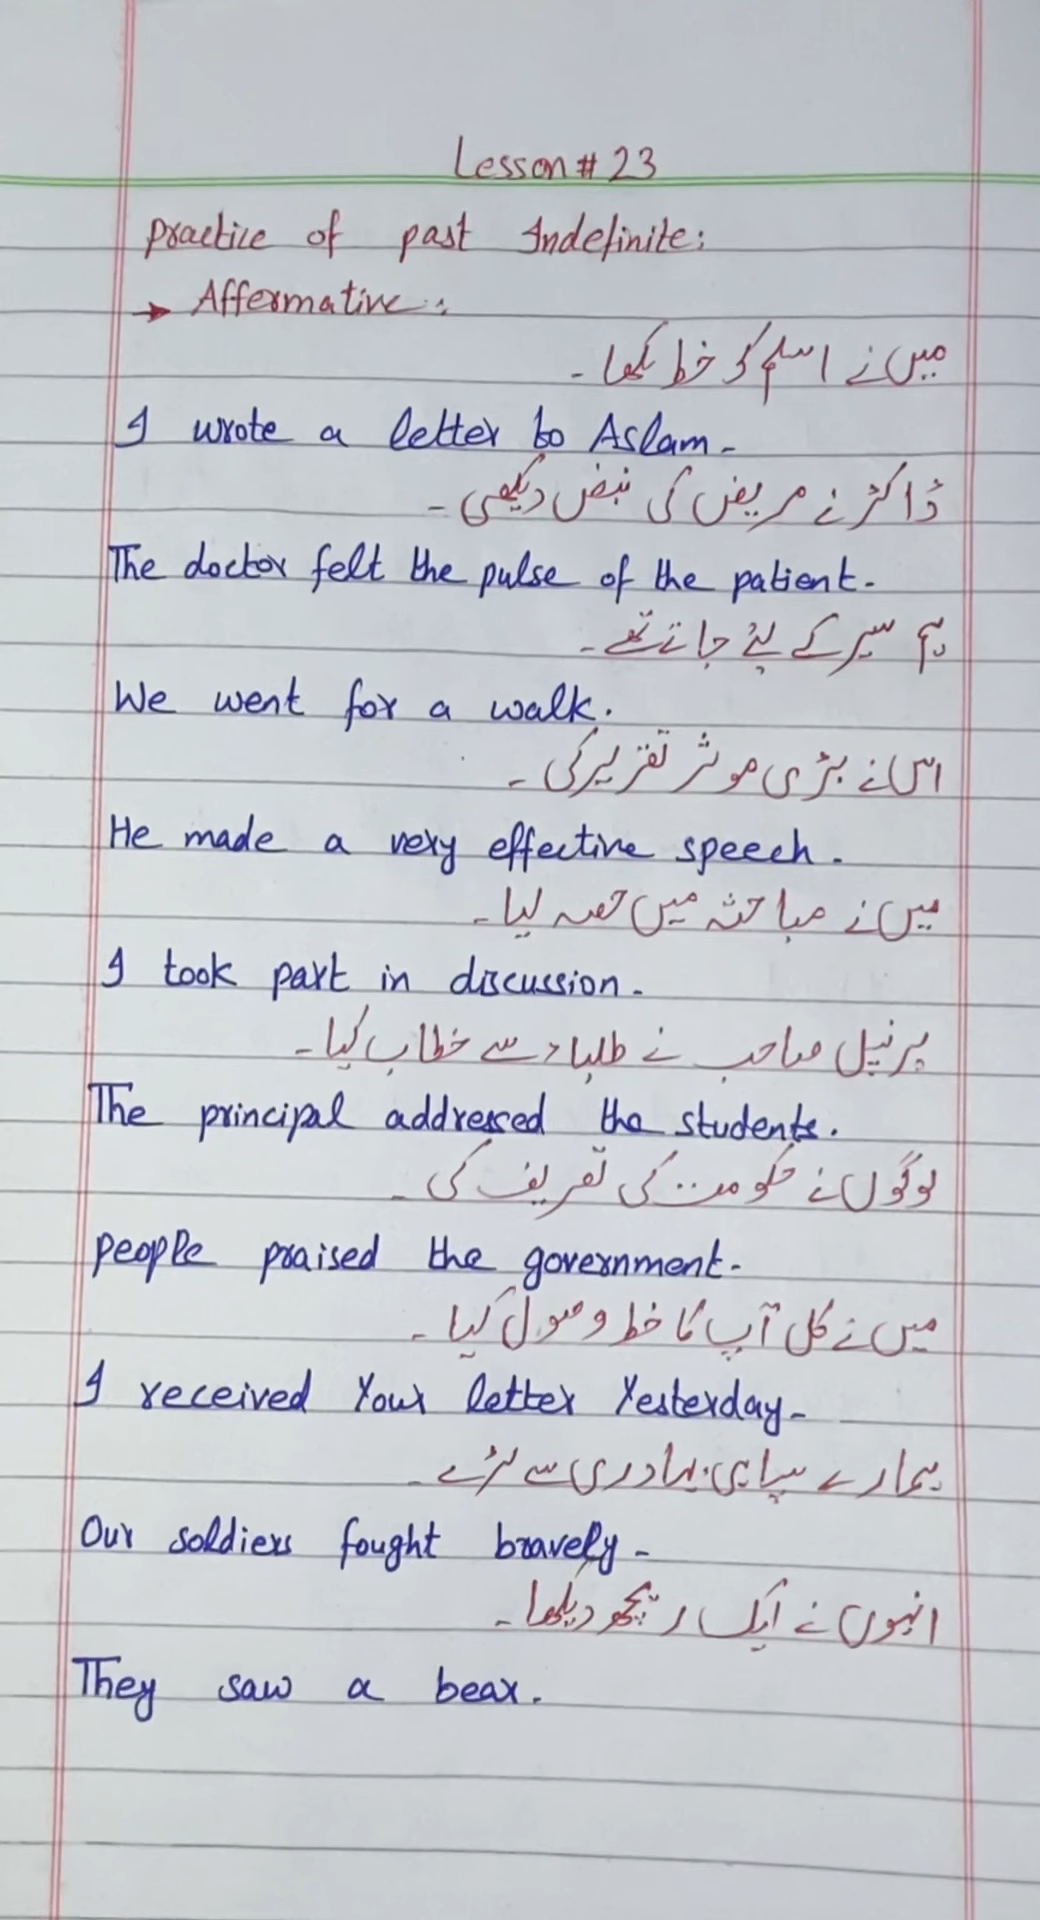 Lesson # 23
Practice of past Indefinite:
→ Affermative:
میں نے اسلم کو خط لکھا۔
I wrote a letter to Aslam.
ڈاکٹر نے مریض کی نبض دیکھی۔
The doctor felt the pulse of the patient.
ہم سیر کے لئے جاتے تھے۔
We went for a walk.
اس نے بڑی موثر تقریر کی۔
He made a very effective speech.
میں نے مباحثہ میں حصہ لیا۔
I took part in discussion.
پرنپل صاحب نے طلباء سے خطاب کیا۔
The principal addressed the students.
لوگوں نے حکومت کی تعریف کی۔
People praised the government.
میں نے کل آپ کا خط وصول کیا۔
I received Your letter Yesterday.
ہمارے سپاہی بہادری سے لڑے۔
Our soldiers fought bravely.
انہوں نے ایک ریچھ دیکھا۔
They saw a bear.